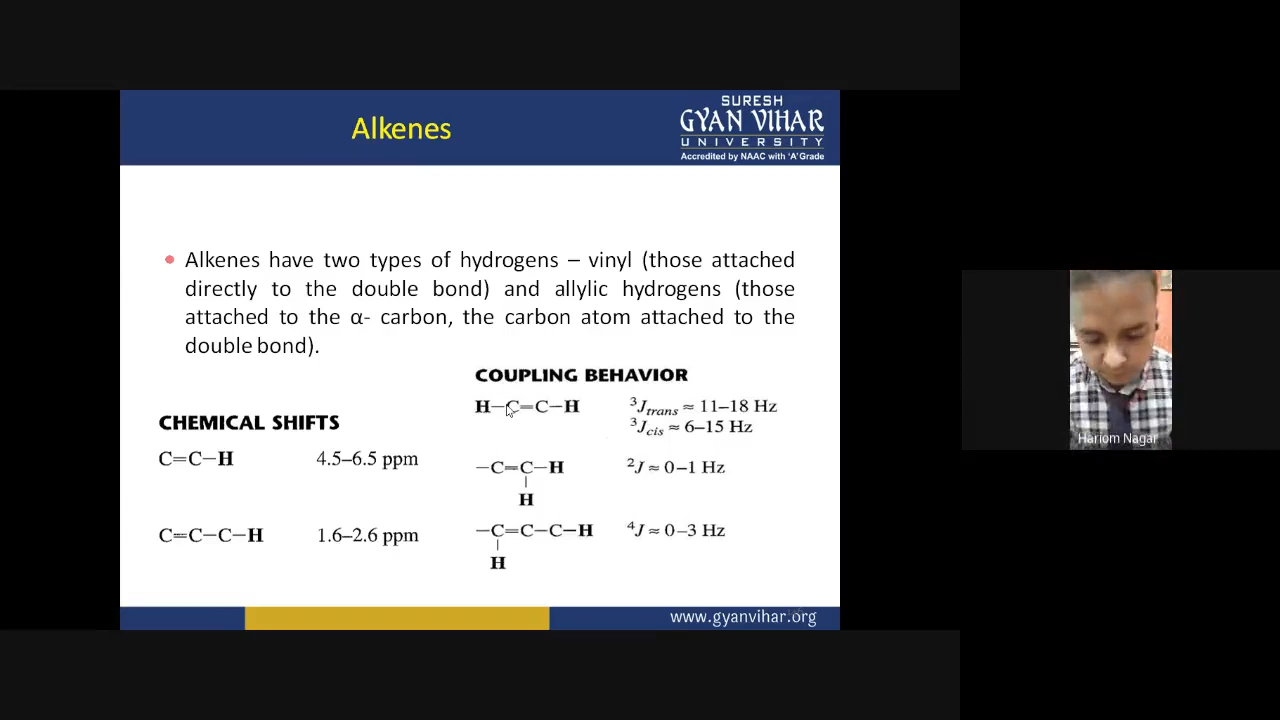 Alkenes
SURESH
GYAN VIHAR
UNIVERSITY
Accredited by NAAC with 'A' Grade
• Alkenes have two types of hydrogens – vinyl (those attached
directly to the double bond) and allylic hydrogens (those
attached to the α- carbon, the carbon atom attached to the
double bond).
CHEMICAL SHIFTS
C=C−H 4.5–6.5 ppm
C=C−C−H 1.6–2.6 ppm
COUPLING BEHAVIOR
H−C=C−H ³Jtrans ≈ 11–18 Hz
³Jcis ≈ 6–15 Hz
−C=C−H ²J ≈ 0–1 Hz
|
H
−C=C−C−H ⁴J ≈ 0–3 Hz
|
H
www.gyanvihar.org
Hariom Nagar